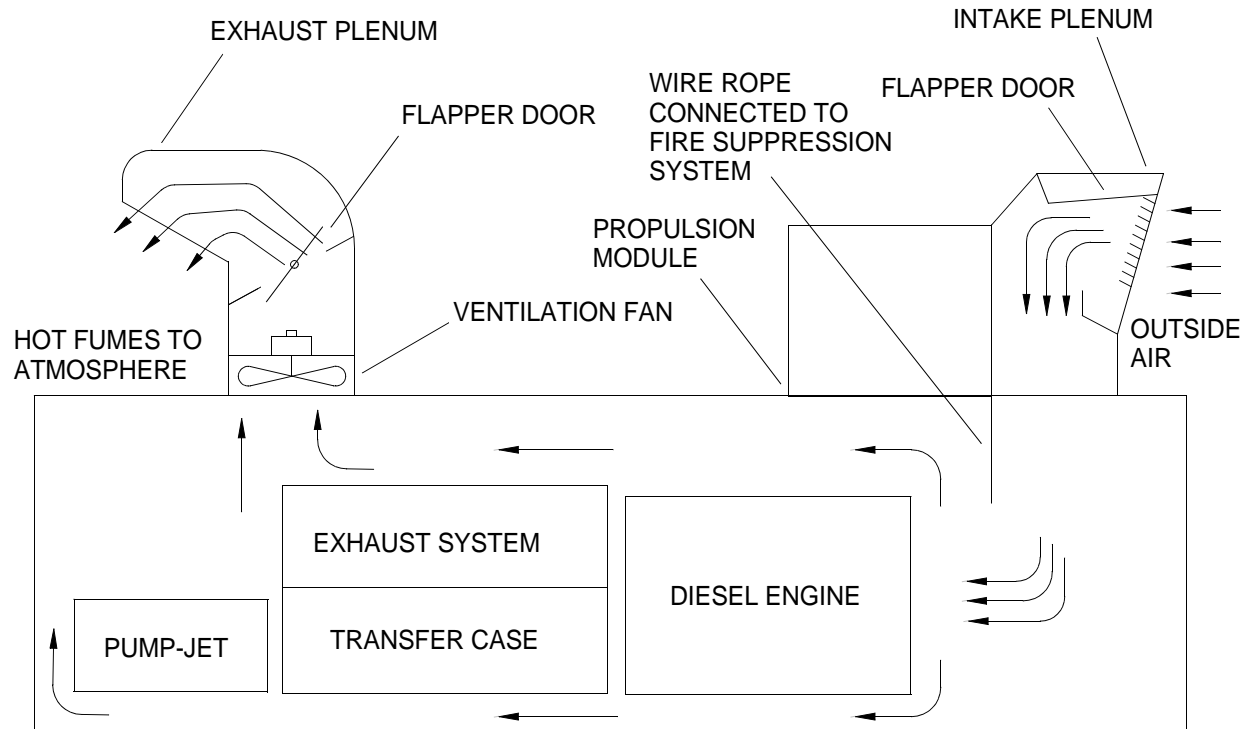 INTAKE PLENUM
EXHAUST PLENUM
WIRE ROPE
CONNECTED TO
FIRE SUPPRESSION
SYSTEM
FLAPPER DOOR
FLAPPER DOOR
PROPULSION
MODULE
VENTILATION FAN
HOT FUMES TO
ATMOSPHERE
OUTSIDE
AIR
EXHAUST SYSTEM
DIESEL ENGINE
TRANSFER CASE
PUMP-JET